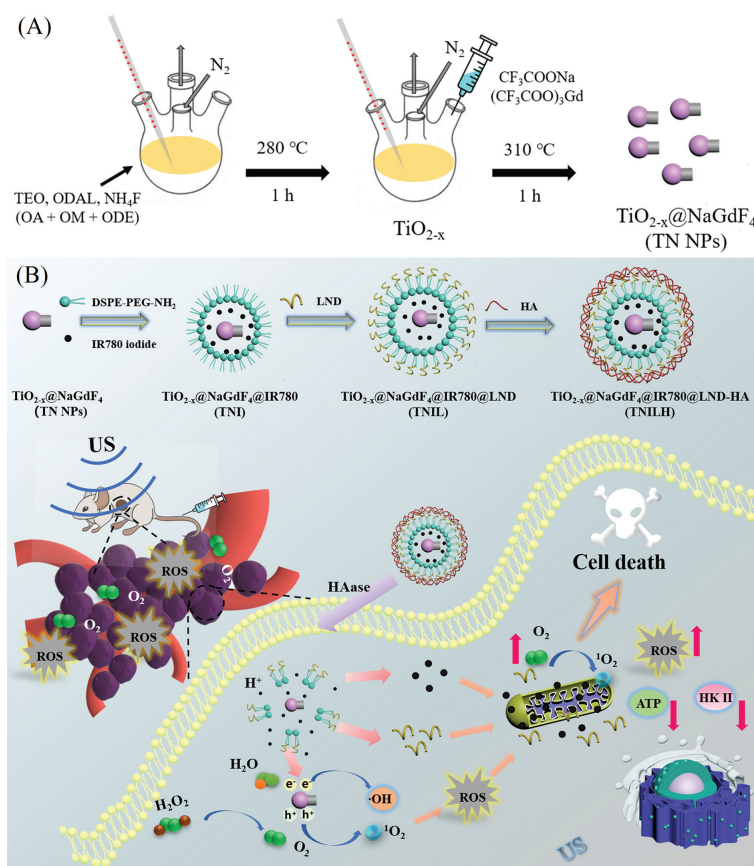 (A)
N₂
TEO, ODAL, NH₄F
(OA + OM + ODE)
280 °C
1 h
N₂
CF₃COONa
(CF₃COO)₃Gd
TiO₂₋ₓ
310 °C
1 h
TiO₂₋ₓ@NaGdF₄
(TN NPs)
(B)
DSPE-PEG-NH₂
IR780 iodide
LND
HA
TiO₂₋ₓ@NaGdF₄
(TN NPs)
TiO₂₋ₓ@NaGdF₄@IR780
(TNI)
TiO₂₋ₓ@NaGdF₄@IR780@LND
(TNIL)
TiO₂₋ₓ@NaGdF₄@IR780@LND-HA
(TNILH)
US
ROS
O₂
O₂
O₂
ROS
ROS
HAase
Cell death
O₂
¹O₂
ROS
ATP
HK II
H⁺
H₂O
e⁻ e⁻
h⁺ h⁺
·OH
H₂O₂
O₂
¹O₂
ROS
US